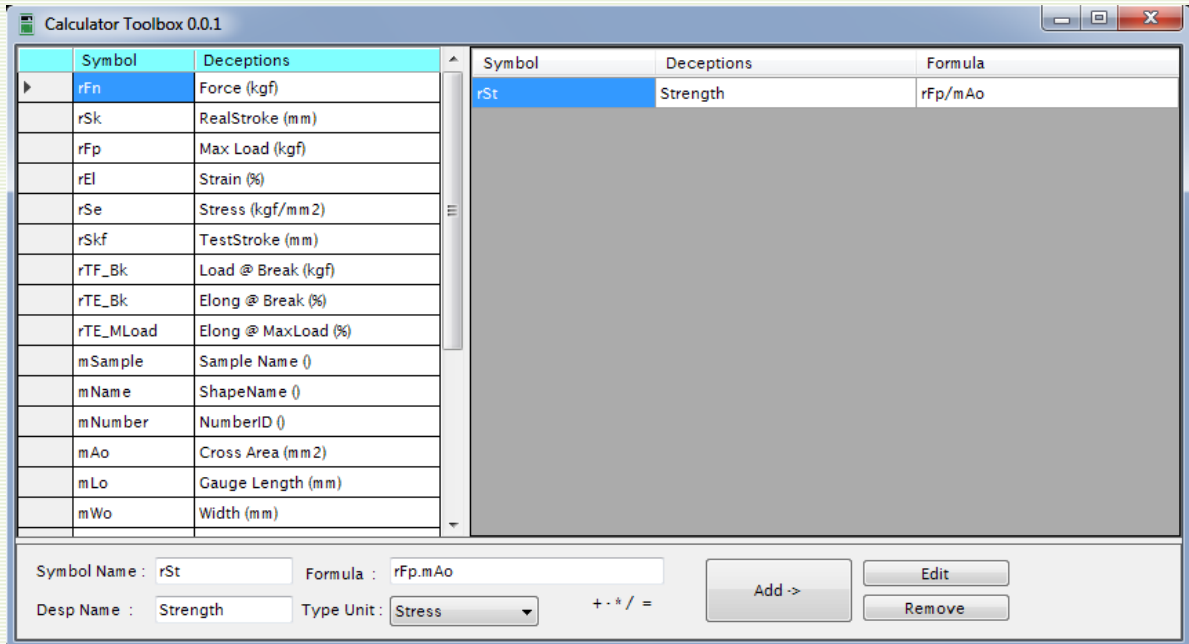 Calculator Toolbox 0.0.1
Symbol Deceptions
rFn Force (kgf)
rSk RealStroke (mm)
rFp Max Load (kgf)
rEl Strain (%)
rSe Stress (kgf/mm2)
rSkf TestStroke (mm)
rTF_Bk Load @ Break (kgf)
rTE_Bk Elong @ Break (%)
rTE_MLoad Elong @ MaxLoad (%)
mSample Sample Name ()
mName ShapeName ()
mNumber NumberID ()
mAo Cross Area (mm2)
mLo Gauge Length (mm)
mWo Width (mm)
Symbol Deceptions Formula
rSt Strength rFp/mAo
Symbol Name : rSt Formula : rFp.mAo
Desp Name : Strength Type Unit : Stress + - * / =
Add ->
Edit
Remove